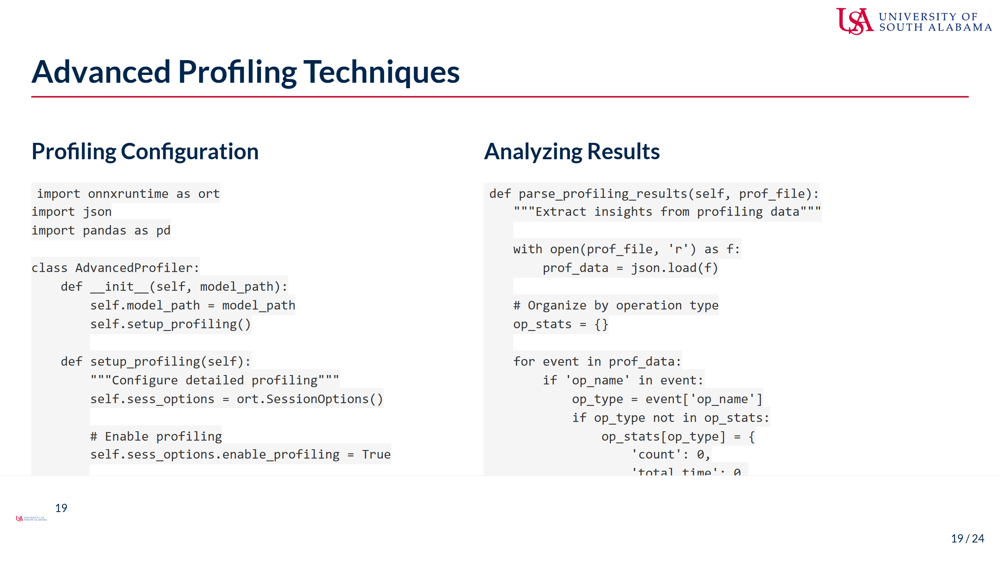 USA UNIVERSITY OF
SOUTH ALABAMA
Advanced Profiling Techniques
Profiling Configuration
import onnxruntime as ort
import json
import pandas as pd
class AdvancedProfiler:
    def __init__(self, model_path):
        self.model_path = model_path
        self.setup_profiling()
    def setup_profiling(self):
        """Configure detailed profiling"""
        self.sess_options = ort.SessionOptions()
        # Enable profiling
        self.sess_options.enable_profiling = True
Analyzing Results
def parse_profiling_results(self, prof_file):
    """Extract insights from profiling data"""
    with open(prof_file, 'r') as f:
        prof_data = json.load(f)
    # Organize by operation type
    op_stats = {}
    for event in prof_data:
        if 'op_name' in event:
            op_type = event['op_name']
            if op_type not in op_stats:
                op_stats[op_type] = {
                    'count': 0,
                    'total_time': 0
19
USA UNIVERSITY OF
SOUTH ALABAMA
19 / 24